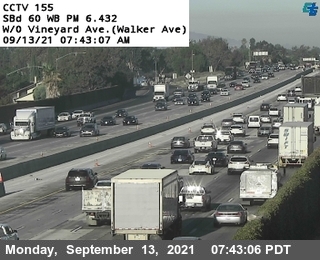 CCTV 155
SBd 60 WB PM 6.432
W/O Vineyard Ave.(Walker Ave)
09/13/21 07:43:07 AM
Monday, September 13, 2021 07:43:06 PDT